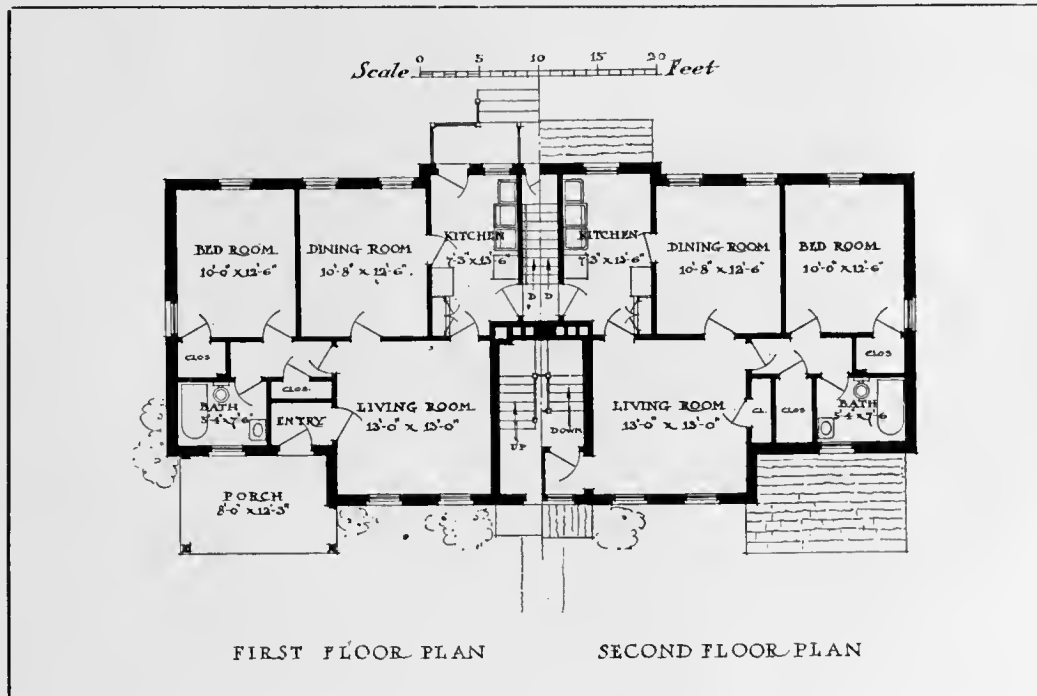 0 5 10 15 20
Scale Feet
BED ROOM
10'-0" X 12'-6"
DINING ROOM
10'-8" X 12'-6"
KITCHEN
7'-3" X 13'-6"
D D
KITCHEN
7'-3" X 13'-6"
DINING ROOM
10'-8" X 12'-6"
BED ROOM
10'-0" X 12'-6"
CLOS
CLOS.
BATH
5'-4" X 7'-6"
ENTRY
LIVING ROOM
13'-0" X 13'-0"
UP
DOWN
LIVING ROOM
13'-0" X 13'-0"
CL.
CLOS
CLOS
BATH
5'-4" X 7'-6
PORCH
8'-0" X 12'-3"
FIRST FLOOR PLAN
SECOND FLOOR PLAN